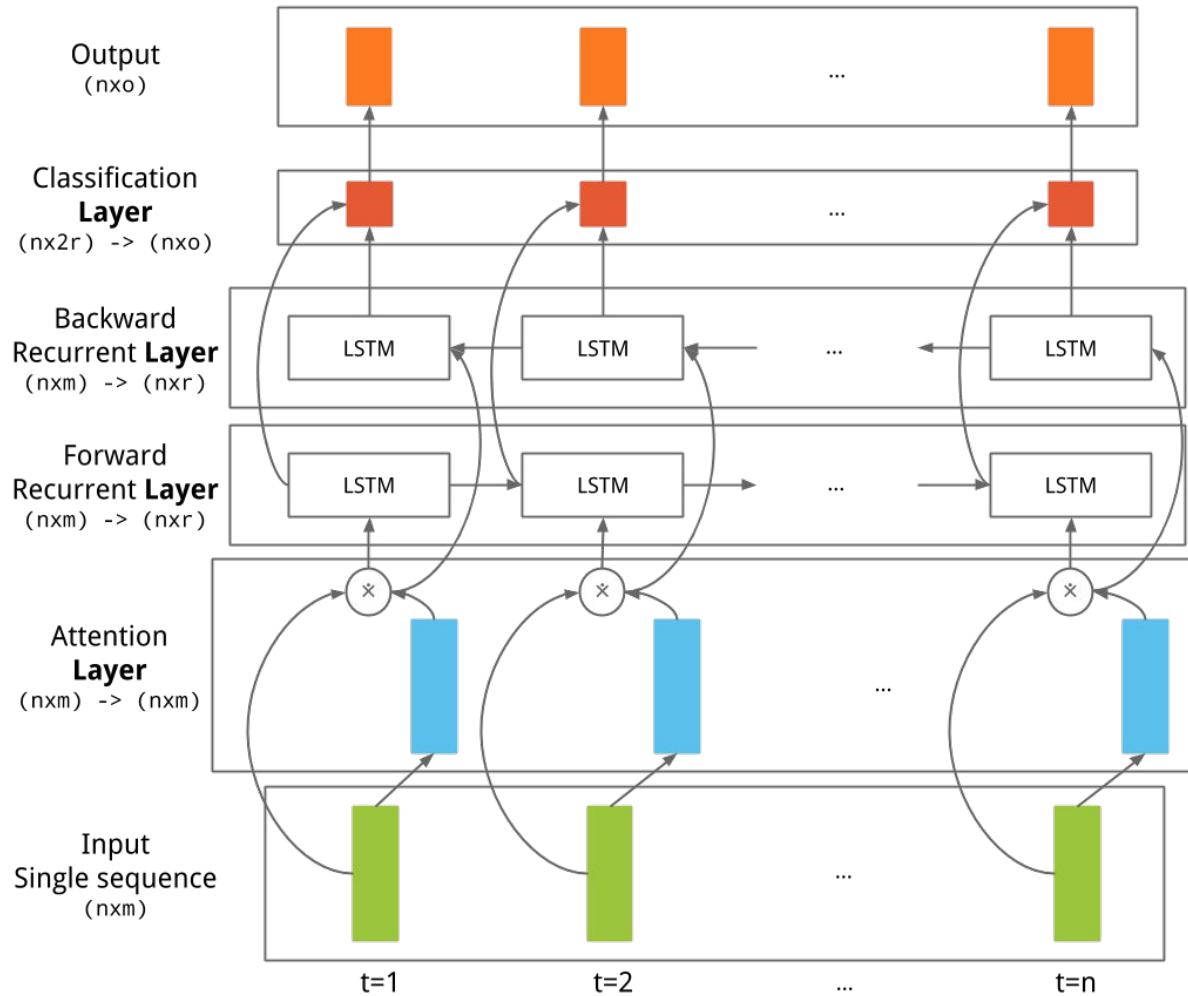 Output
(nxo)
...
Classification
Layer
(nx2r) -> (nxo)
...
Backward
Recurrent Layer
(nxm) -> (nxr)
LSTM
LSTM
...
LSTM
Forward
Recurrent Layer
(nxm) -> (nxr)
LSTM
LSTM
...
LSTM
Attention
Layer
(nxm) -> (nxm)
...
Input
Single sequence
(nxm)
...
t=1
t=2
...
t=n